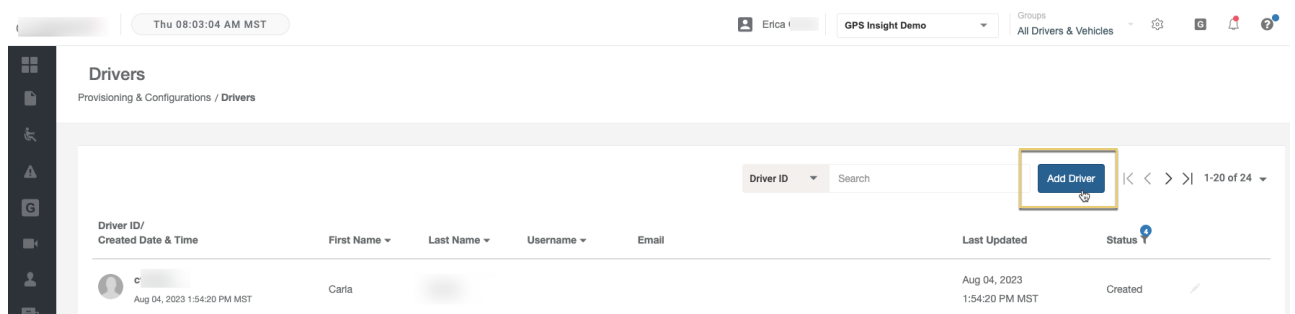 Thu 08:03:04 AM MST
Erica
GPS Insight Demo
Groups
All Drivers & Vehicles
G
?
Drivers
Provisioning & Configurations / Drivers
G
Driver ID
Search
Add Driver
1-20 of 24
Driver ID/
Created Date & Time
First Name
Last Name
Username
Email
Last Updated
Status
4
Aug 04, 2023 1:54:20 PM MST
Carla
Aug 04, 2023
1:54:20 PM MST
Created